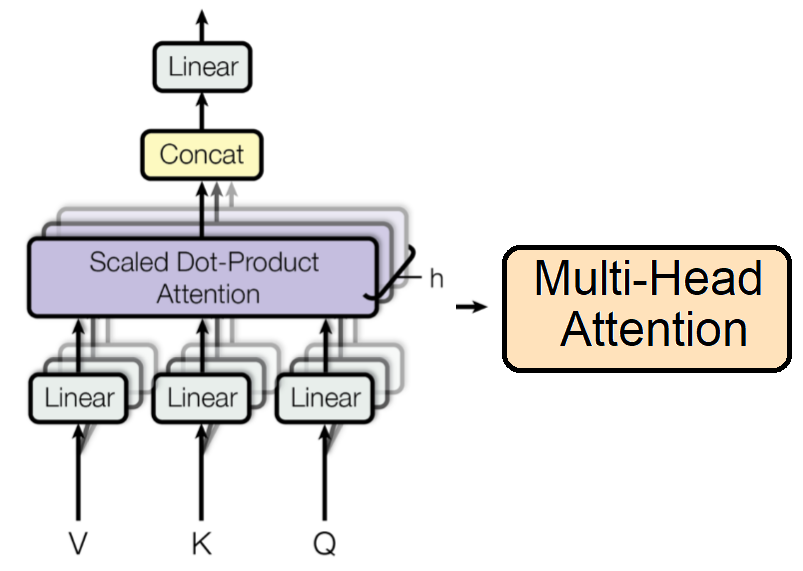 Linear
Concat
Scaled Dot-Product
Attention
h
Linear Linear Linear
V K Q
Multi-Head
Attention